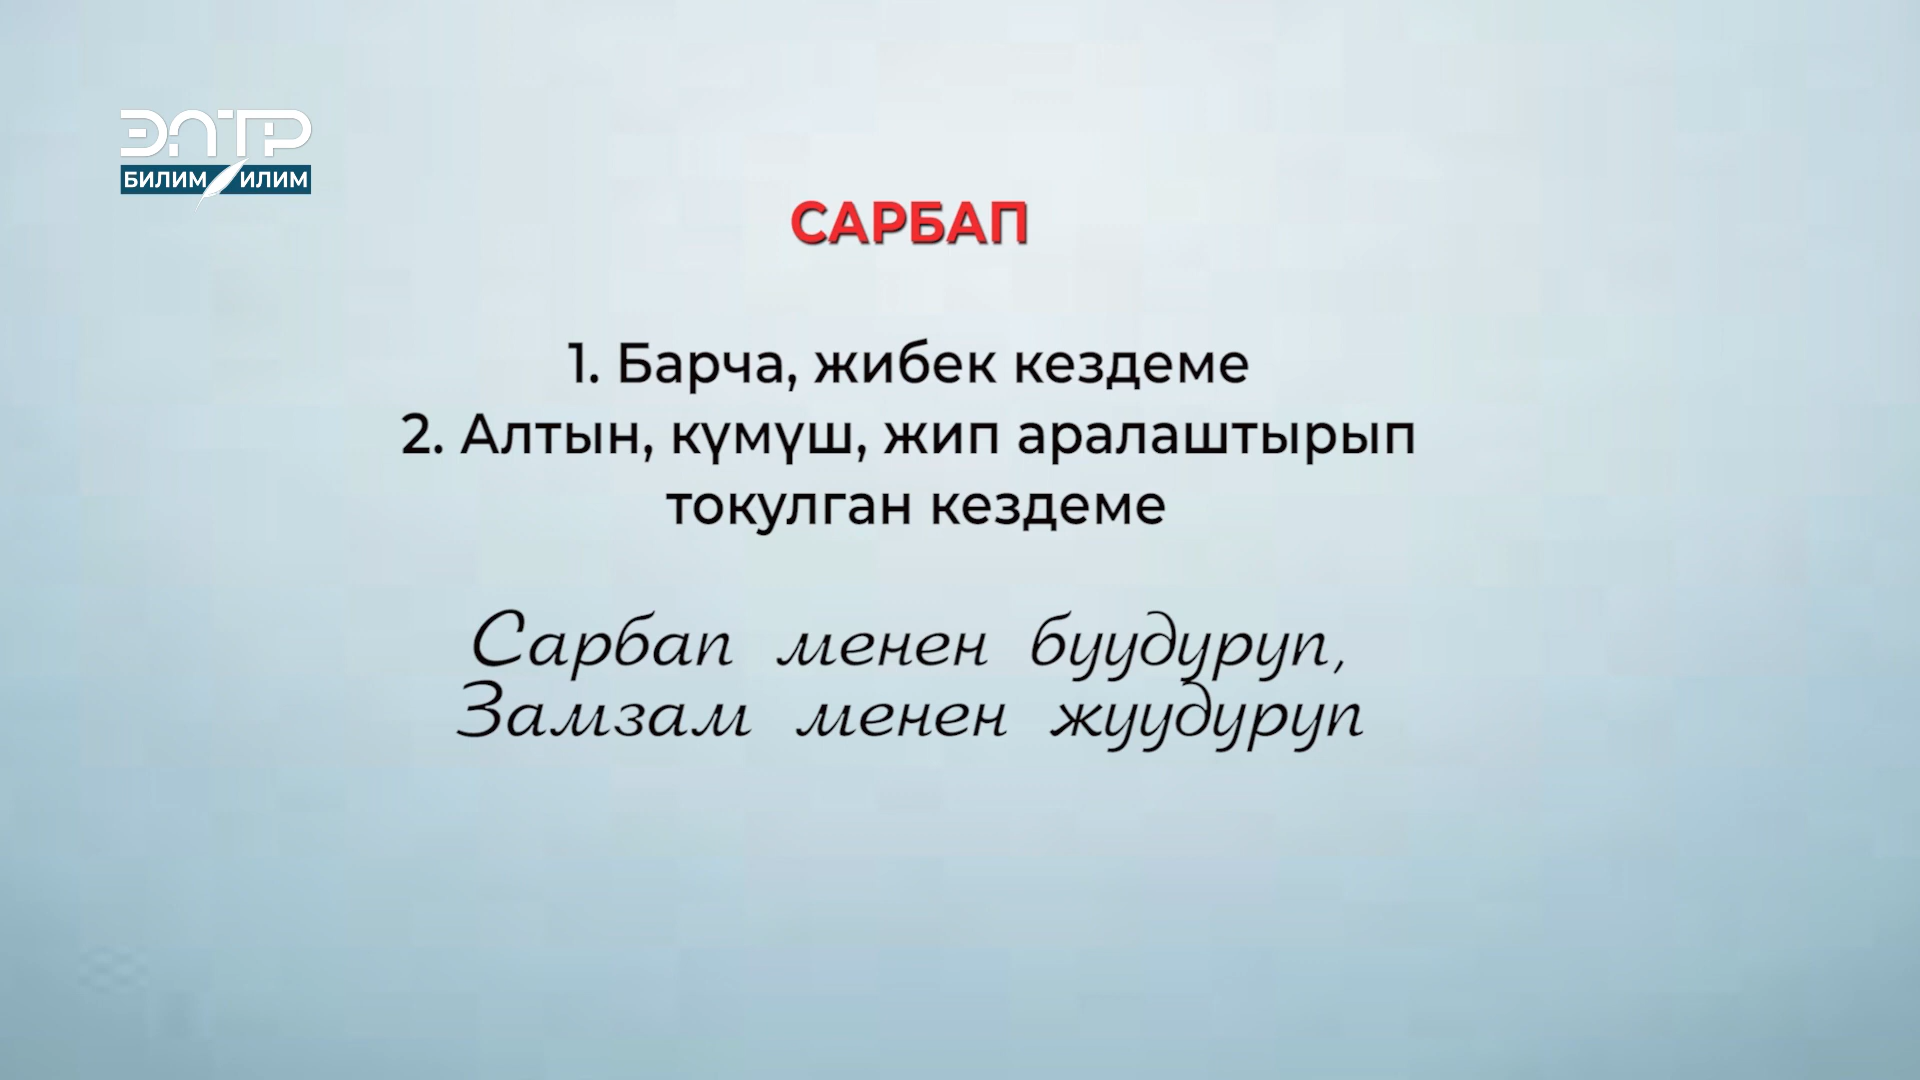 ЭЛТР
БИЛИМ ИЛИМ
САРБАП
1. Барча, жибек кездеме
2. Алтын, күмүш, жип аралаштырып
токулган кездеме
Сарбап менен буудуруп,
Замзам менен жуудуруп